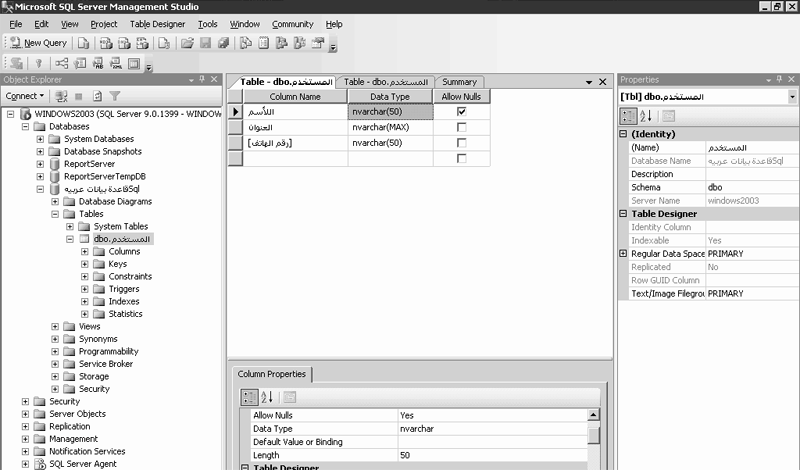 Microsoft SQL Server Management Studio
File Edit View Project Table Designer Tools Window Community Help
New Query
Object Explorer
Connect
WINDOWS2003 (SQL Server 9.0.1399 - WINDOW
Databases
System Databases
Database Snapshots
ReportServer
ReportServerTempDB
قاعدة بيانات عربيهSql
Database Diagrams
Tables
System Tables
dbo.المستخدم
Columns
Keys
Constraints
Triggers
Indexes
Statistics
Views
Synonyms
Programmability
Service Broker
Storage
Security
Security
Server Objects
Replication
Management
Notification Services
SQL Server Agent
Table - dbo.المستخدم Table - dbo.المستخدم Summary
Column Name Data Type Allow Nulls
اللأسم nvarchar(50)
العنوان nvarchar(MAX)
[رقم الهاتف] nvarchar(50)
Column Properties
Allow Nulls Yes
Data Type nvarchar
Default Value or Binding
Length 50
Table Designer
Properties
[Tbl] dbo.المستخدم
(Identity)
(Name) المستخدم
Database Name قاعدة بيانات عربيهSql
Description
Schema dbo
Server Name windows2003
Table Designer
Identity Column
Indexable Yes
Regular Data Space PRIMARY
Replicated No
Row GUID Column
Text/Image Filegrou PRIMARY